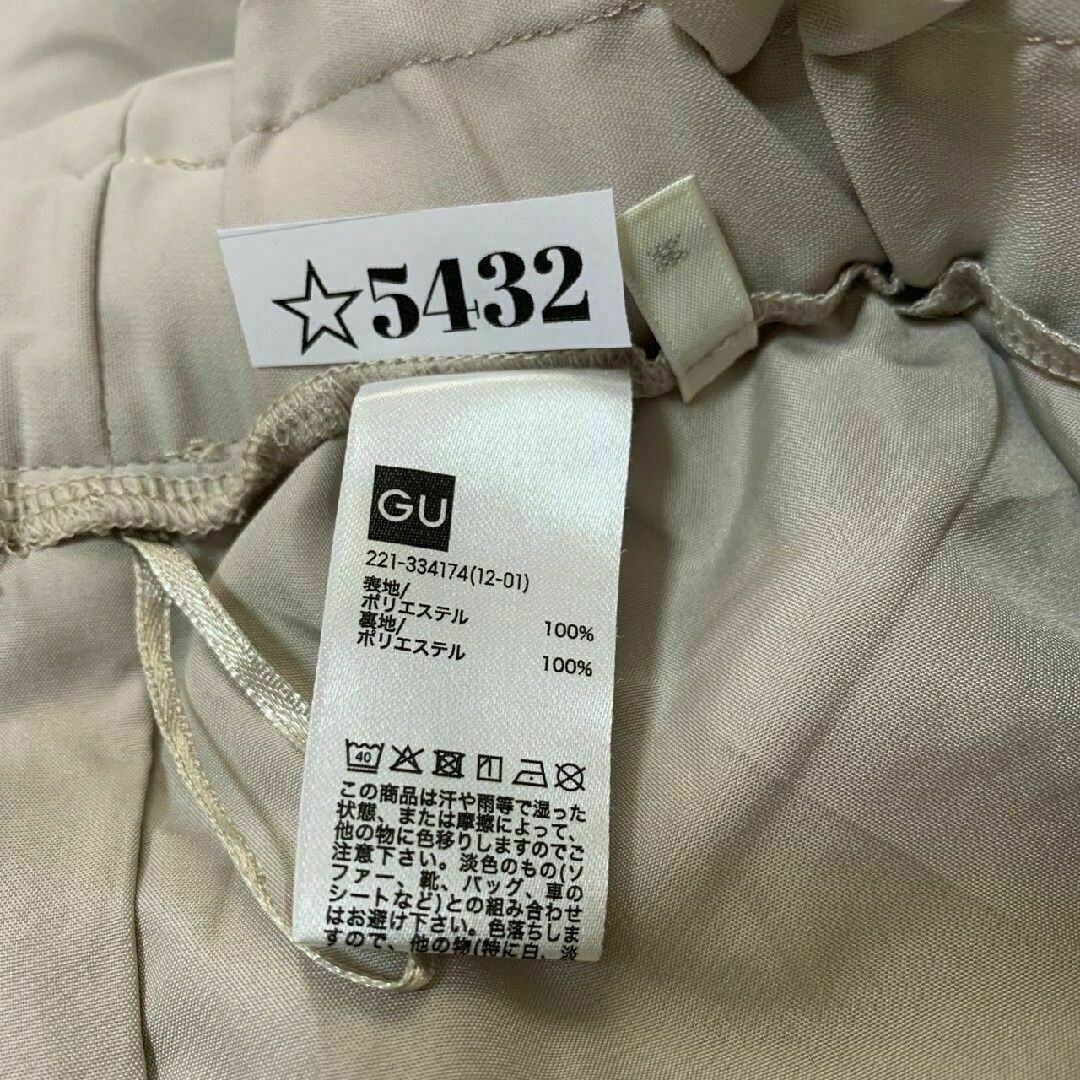 ☆5432
GU
221-334174(12-01)
表地/
ポリエステル 100%
裏地/
ポリエステル 100%
40
この商品は汗や雨等で湿った
状態、または摩擦によって、
他の物に色移りしますのでご
注意下さい。淡色のもの(ソ
ファー、靴、バッグ、車の
シートなど)との組み合わせ
はお避け下さい。色落ちしま
すので、他の物(特に白、淡